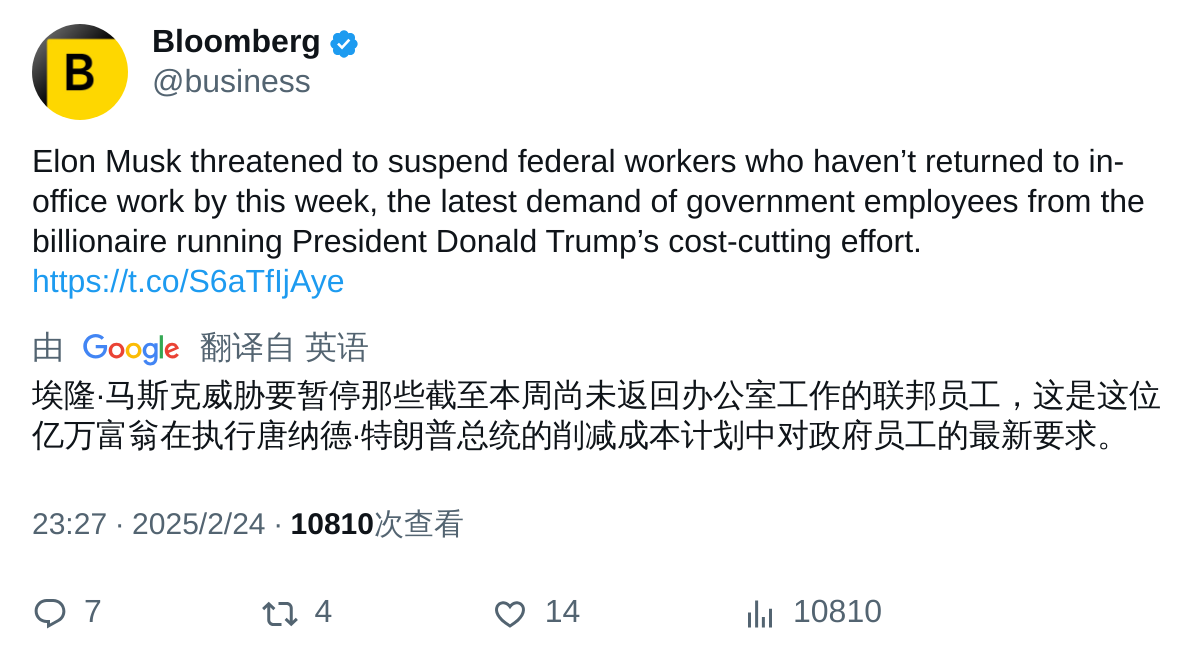 B
Bloomberg
@business
Elon Musk threatened to suspend federal workers who haven’t returned to in-
office work by this week, the latest demand of government employees from the
billionaire running President Donald Trump’s cost-cutting effort.
https://t.co/S6aTfIjAye
由 Google 翻译自 英语
埃隆·马斯克威胁要暂停那些截至本周尚未返回办公室工作的联邦员工，这是这位
亿万富翁在执行唐纳德·特朗普总统的削减成本计划中对政府员工的最新要求。
23:27 · 2025/2/24 · 10810次查看
7 4 14 10810